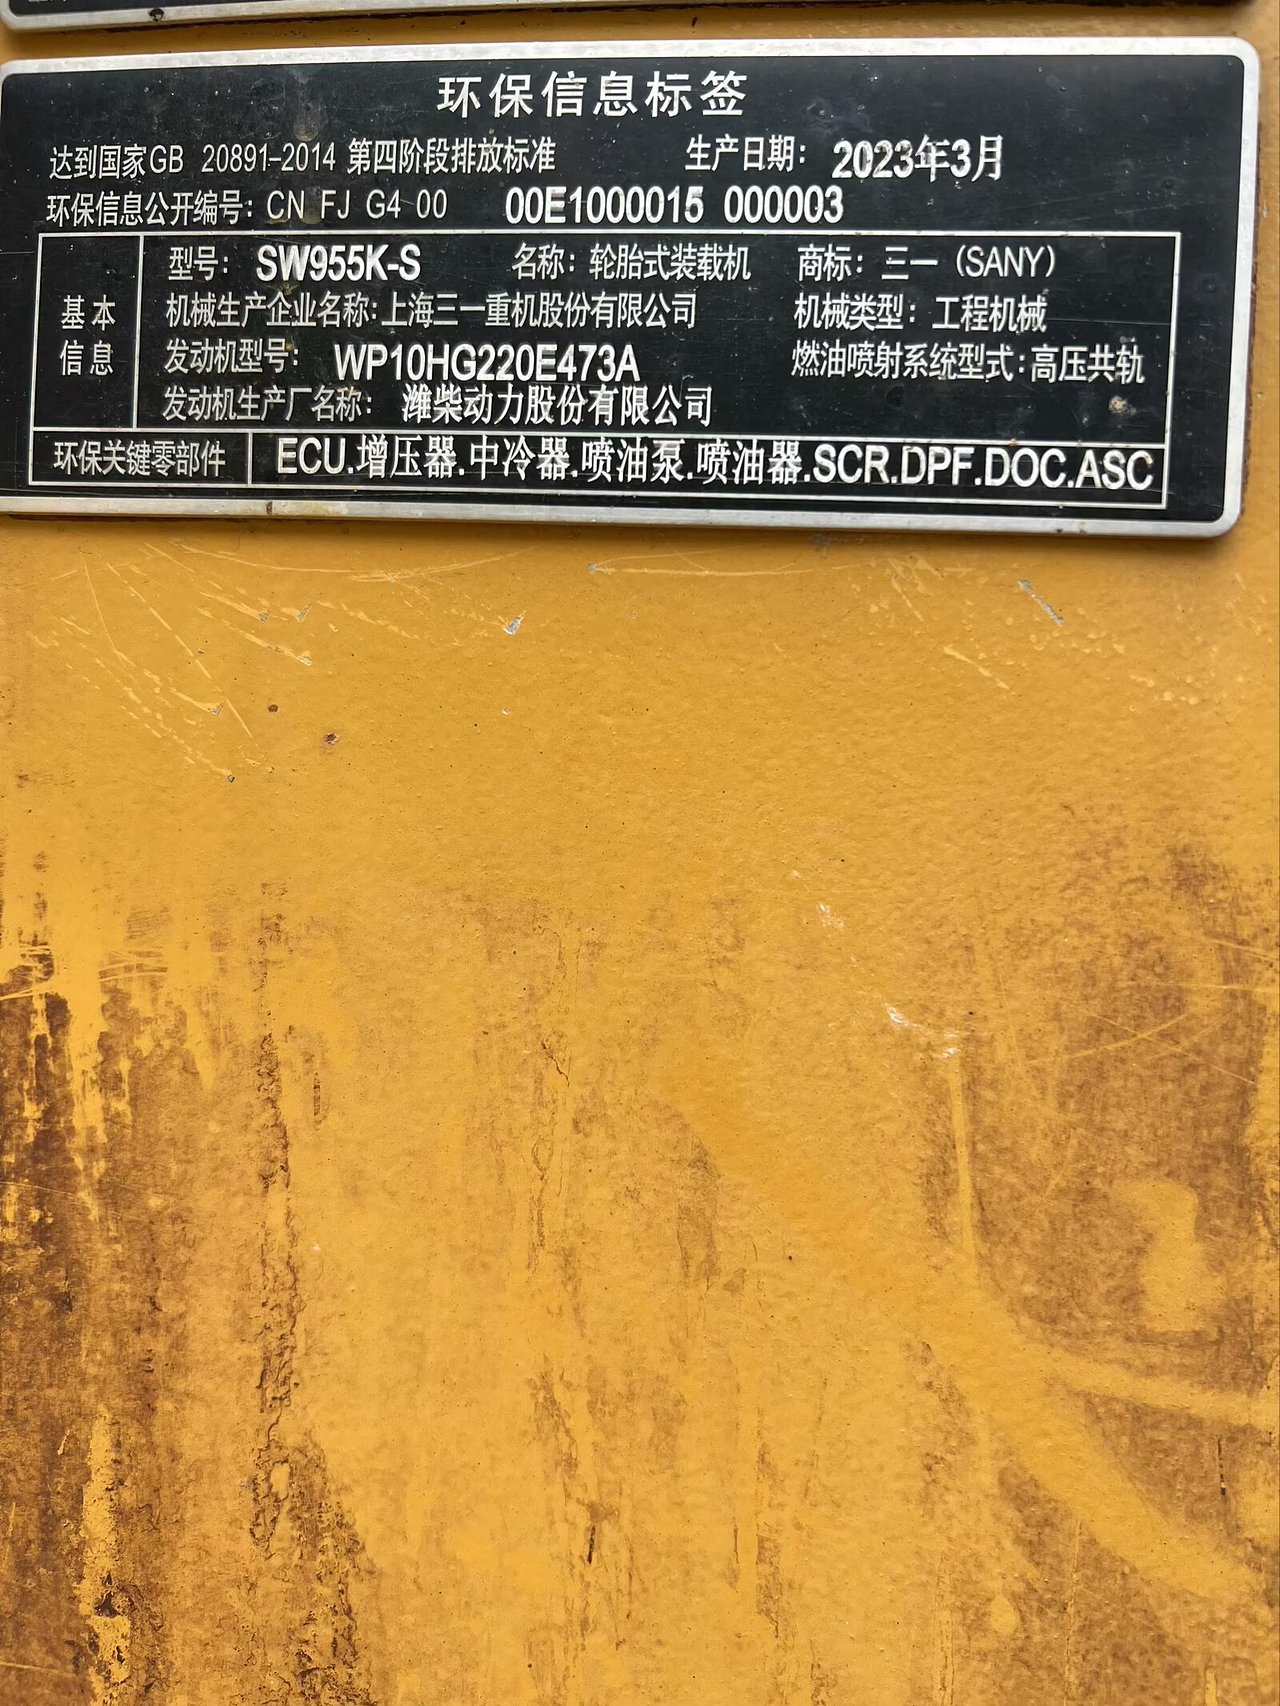 环保信息标签
达到国家GB 20891-2014 第四阶段排放标准 生产日期：2023年3月
环保信息公开编号：CN FJ G4 00 00E1000015 000003
基本信息
型号：SW955K-S 名称：轮胎式装载机 商标：三一（SANY）
机械生产企业名称：上海三一重机股份有限公司 机械类型：工程机械
发动机型号：WP10HG220E473A 燃油喷射系统型式：高压共轨
发动机生产厂名称：潍柴动力股份有限公司
环保关键零部件 ECU.增压器.中冷器.喷油泵.喷油器.SCR.DPF.DOC.ASC